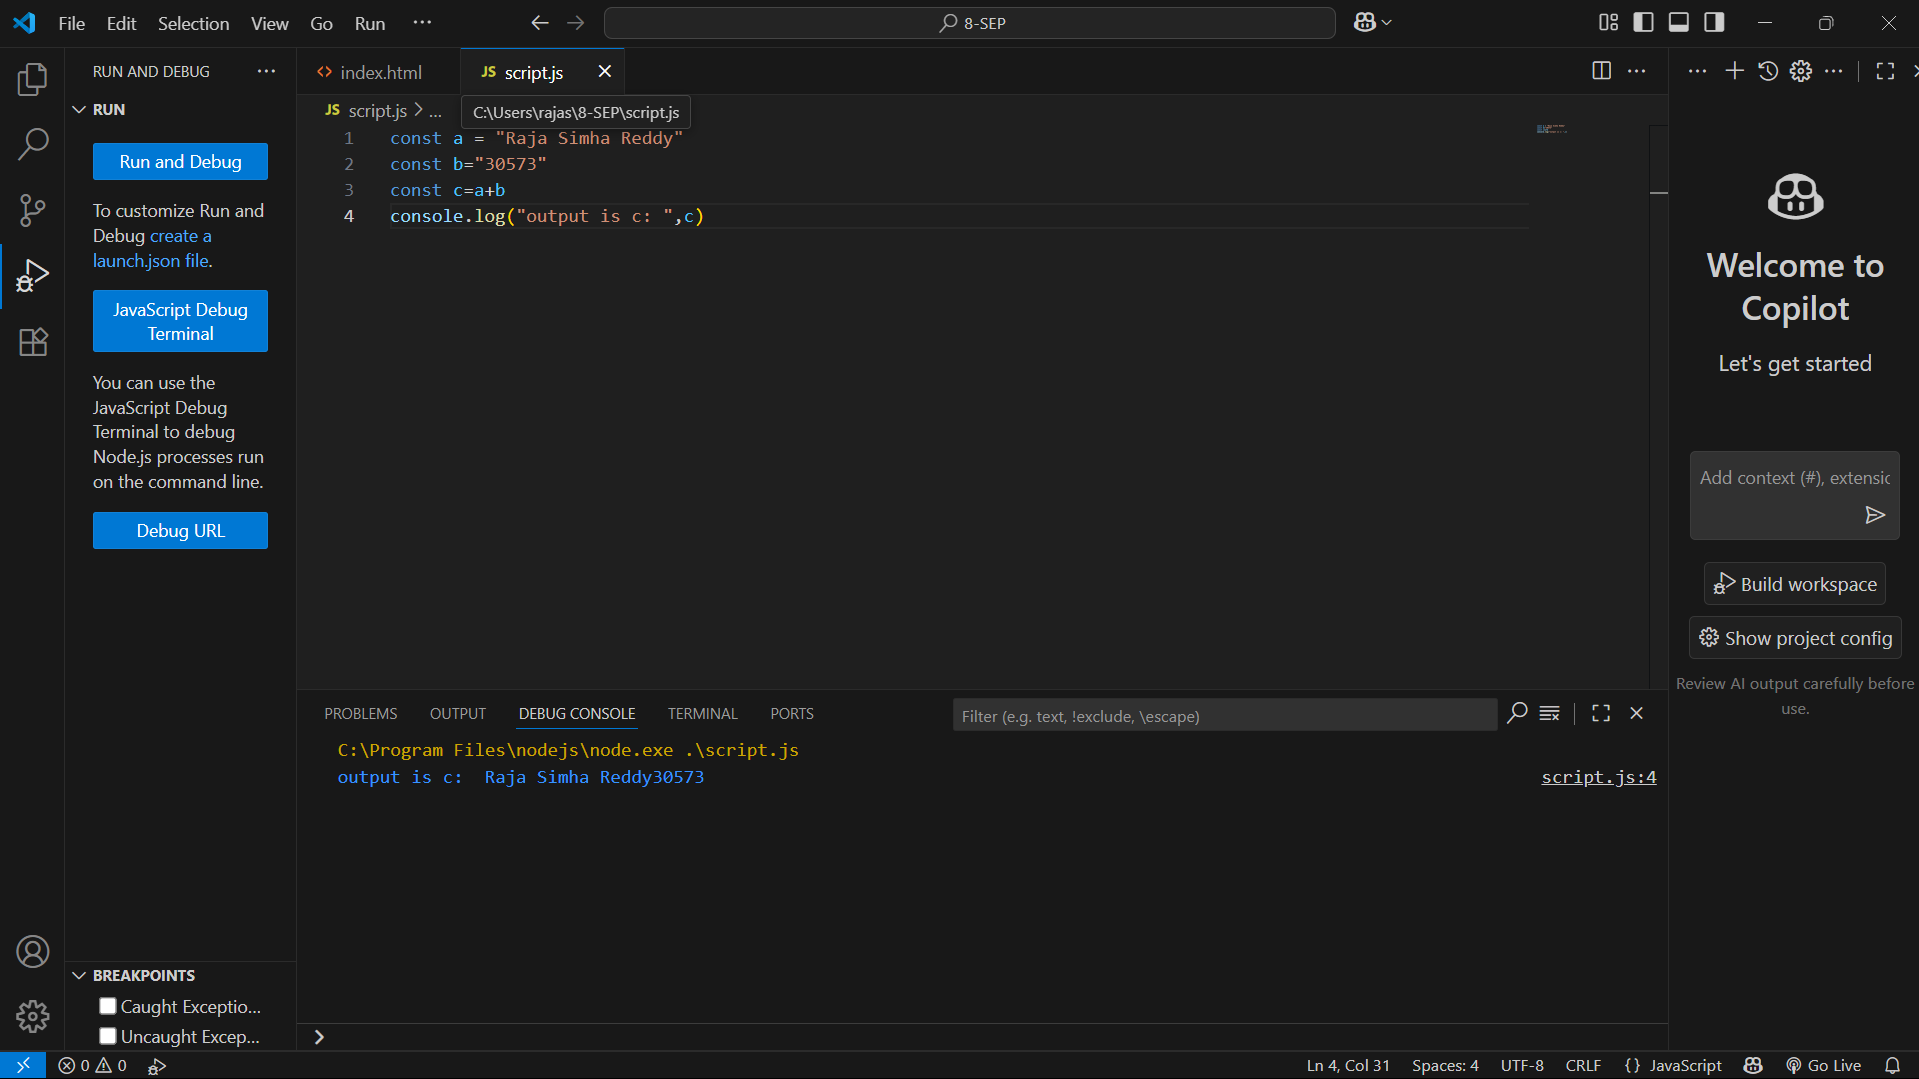 File Edit Selection View Go Run ···
8-SEP
RUN AND DEBUG
RUN
Run and Debug
To customize Run and
Debug create a
launch.json file.
JavaScript Debug
Terminal
You can use the
JavaScript Debug
Terminal to debug
Node.js processes run
on the command line.
Debug URL
BREAKPOINTS
Caught Exceptio...
Uncaught Excep...
<> index.html
JS script.js
JS script.js > ...
C:\Users\rajas\8-SEP\script.js
1 const a = "Raja Simha Reddy"
2 const b="30573"
3 const c=a+b
4 console.log("output is c: ",c)
PROBLEMS OUTPUT DEBUG CONSOLE TERMINAL PORTS
Filter (e.g. text, !exclude, \escape)
C:\Program Files\nodejs\node.exe .\script.js
output is c:  Raja Simha Reddy30573
script.js:4
Welcome to
Copilot
Let's get started
Add context (#), extensic
Build workspace
Show project config
Review AI output carefully before
use.
0 0
Ln 4, Col 31 Spaces: 4 UTF-8 CRLF {} JavaScript Go Live